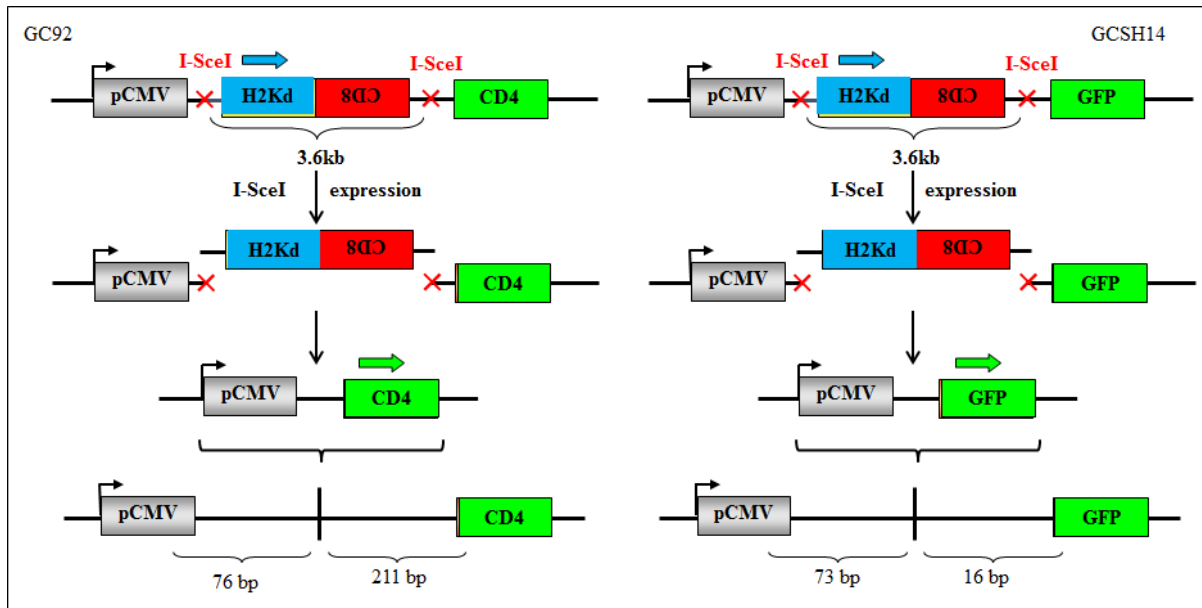 GC92
GCSH14
I-SceI
I-SceI
pCMV
H2Kd
CD8
CD4
3.6kb
I-SceI expression
pCMV
H2Kd
CD8
CD4
pCMV
CD4
pCMV
CD4
76 bp
211 bp
I-SceI
I-SceI
pCMV
H2Kd
CD8
GFP
3.6kb
I-SceI expression
pCMV
H2Kd
CD8
GFP
pCMV
GFP
pCMV
GFP
73 bp
16 bp